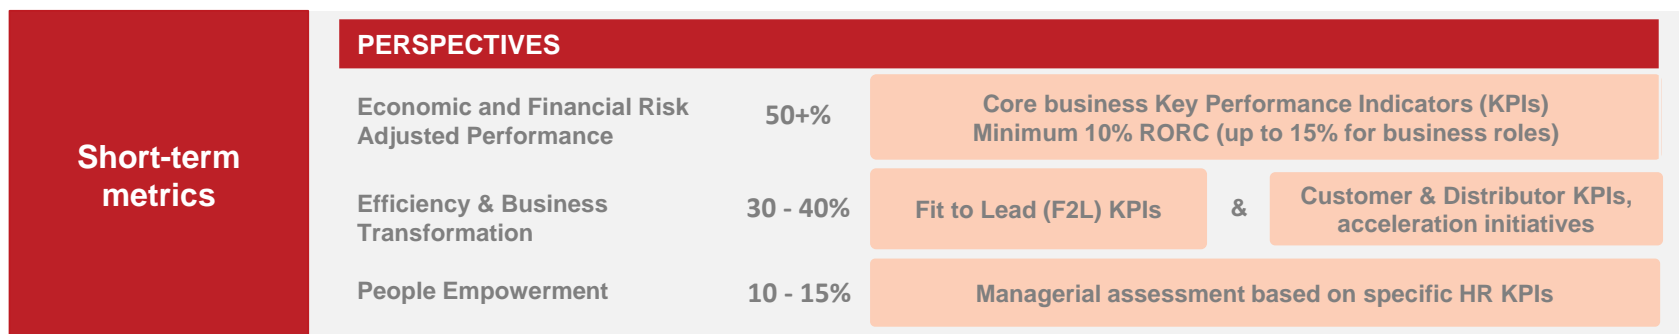 Short-term
metrics
PERSPECTIVES
Economic and Financial Risk
Adjusted Performance
50+%
Core business Key Performance Indicators (KPIs)
Minimum 10% RORC (up to 15% for business roles)
Efficiency & Business
Transformation
30 - 40%
Fit to Lead (F2L) KPIs
&
Customer & Distributor KPIs,
acceleration initiatives
People Empowerment
10 - 15%
Managerial assessment based on specific HR KPIs